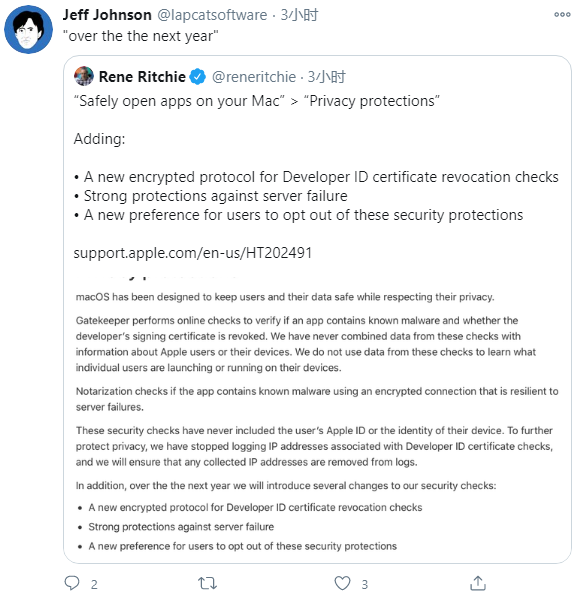 Jeff Johnson @lapcatsoftware · 3小时
"over the the next year"
Rene Ritchie @reneritchie · 3小时
“Safely open apps on your Mac” > “Privacy protections”
Adding:
• A new encrypted protocol for Developer ID certificate revocation checks
• Strong protections against server failure
• A new preference for users to opt out of these security protections
support.apple.com/en-us/HT202491
macOS has been designed to keep users and their data safe while respecting their privacy.
Gatekeeper performs online checks to verify if an app contains known malware and whether the
developer's signing certificate is revoked. We have never combined data from these checks with
information about Apple users or their devices. We do not use data from these checks to learn what
individual users are launching or running on their devices.
Notarization checks if the app contains known malware using an encrypted connection that is resilient to
server failures.
These security checks have never included the user's Apple ID or the identity of their device. To further
protect privacy, we have stopped logging IP addresses associated with Developer ID certificate checks,
and we will ensure that any collected IP addresses are removed from logs.
In addition, over the the next year we will introduce several changes to our security checks:
• A new encrypted protocol for Developer ID certificate revocation checks
• Strong protections against server failure
• A new preference for users to opt out of these security protections
2
3